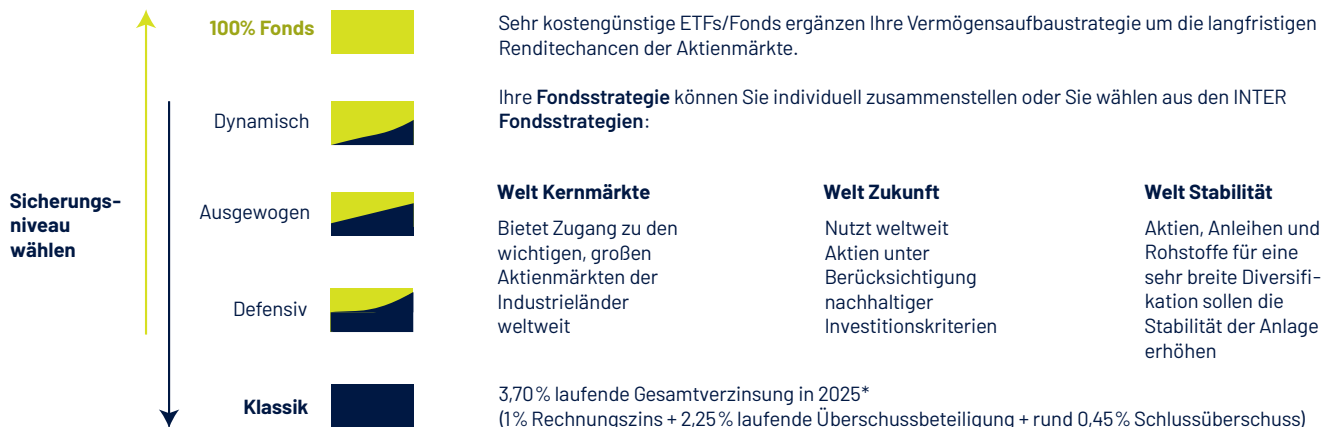 100% Fonds
Sehr kostengünstige ETFs/Fonds ergänzen Ihre Vermögensaufbaustrategie um die langfristigen
Renditechancen der Aktienmärkte.
Dynamisch
Ihre Fondsstrategie können Sie individuell zusammenstellen oder Sie wählen aus den INTER
Fondsstrategien:
Sicherungs-
niveau
wählen
Ausgewogen
Defensiv
Welt Kernmärkte
Bietet Zugang zu den
wichtigen, großen
Aktienmärkten der
Industrieländer
weltweit
Welt Zukunft
Nutzt weltweit
Aktien unter
Berücksichtigung
nachhaltiger
Investitionskriterien
Welt Stabilität
Aktien, Anleihen und
Rohstoffe für eine
sehr breite Diversifi-
kation sollen die
Stabilität der Anlage
erhöhen
Klassik
3,70% laufende Gesamtverzinsung in 2025*
(1% Rechnungszins + 2,25% laufende Überschussbeteiligung + rund 0,45% Schlussüberschuss)